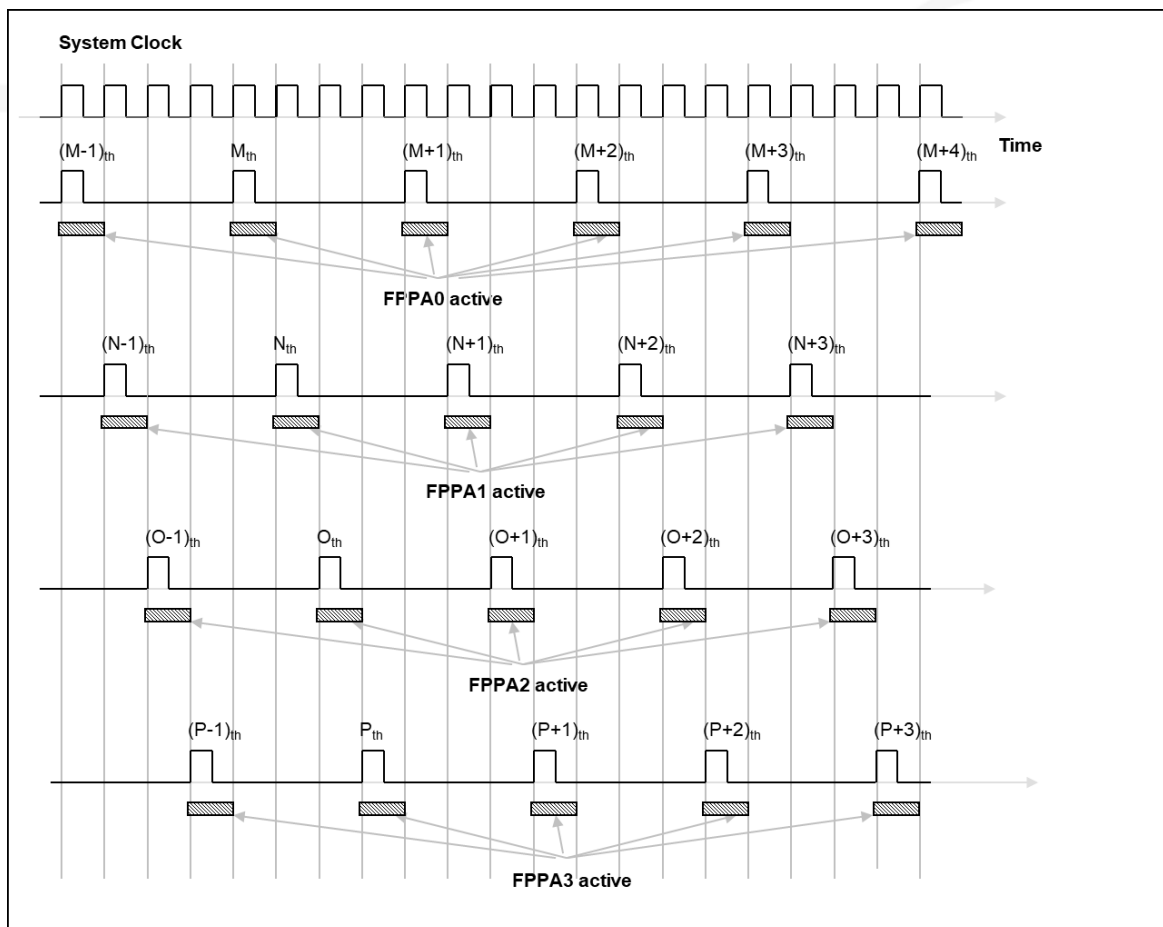 System Clock
Time
(M-1)th Mth (M+1)th (M+2)th (M+3)th (M+4)th
FPPA0 active
(N-1)th Nth (N+1)th (N+2)th (N+3)th
FPPA1 active
(O-1)th Oth (O+1)th (O+2)th (O+3)th
FPPA2 active
(P-1)th Pth (P+1)th (P+2)th (P+3)th
FPPA3 active